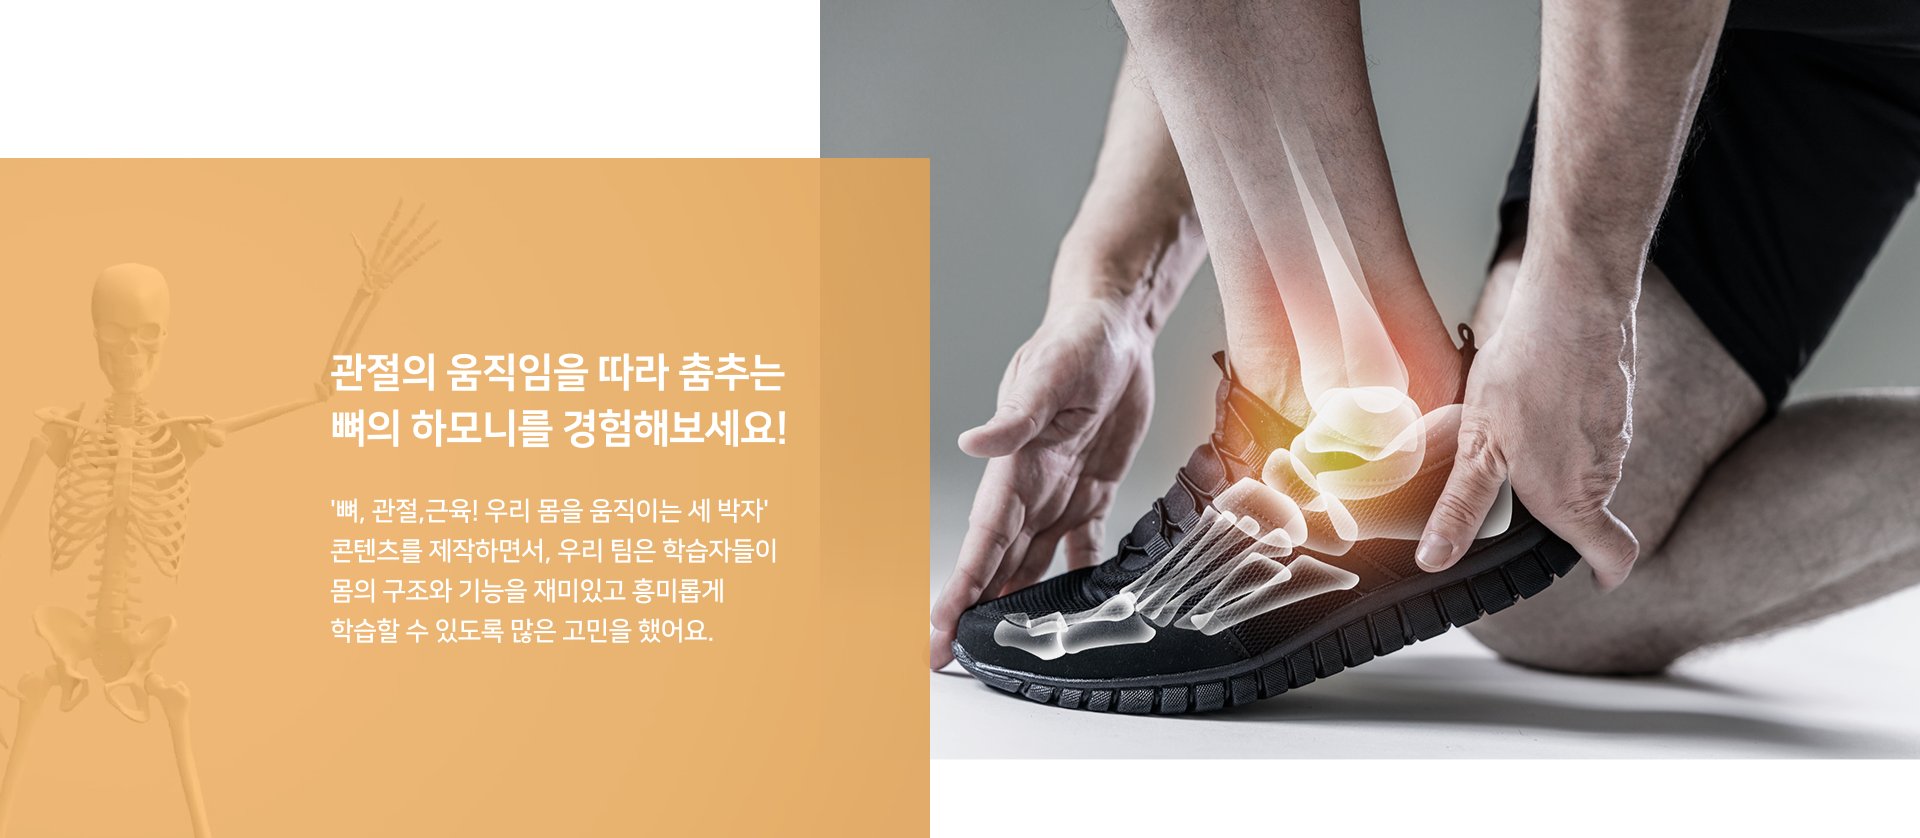 관절의 움직임을 따라 춤추는
뼈의 하모니를 경험해보세요!
'뼈, 관절,근육! 우리 몸을 움직이는 세 박자'
콘텐츠를 제작하면서, 우리 팀은 학습자들이
몸의 구조와 기능을 재미있고 흥미롭게
학습할 수 있도록 많은 고민을 했어요.